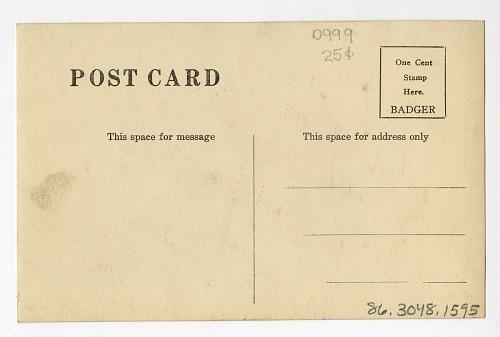 D999
25¢
POST CARD
One Cent
Stamp
Here.
BADGER
This space for message
This space for address only
86.3048.1595